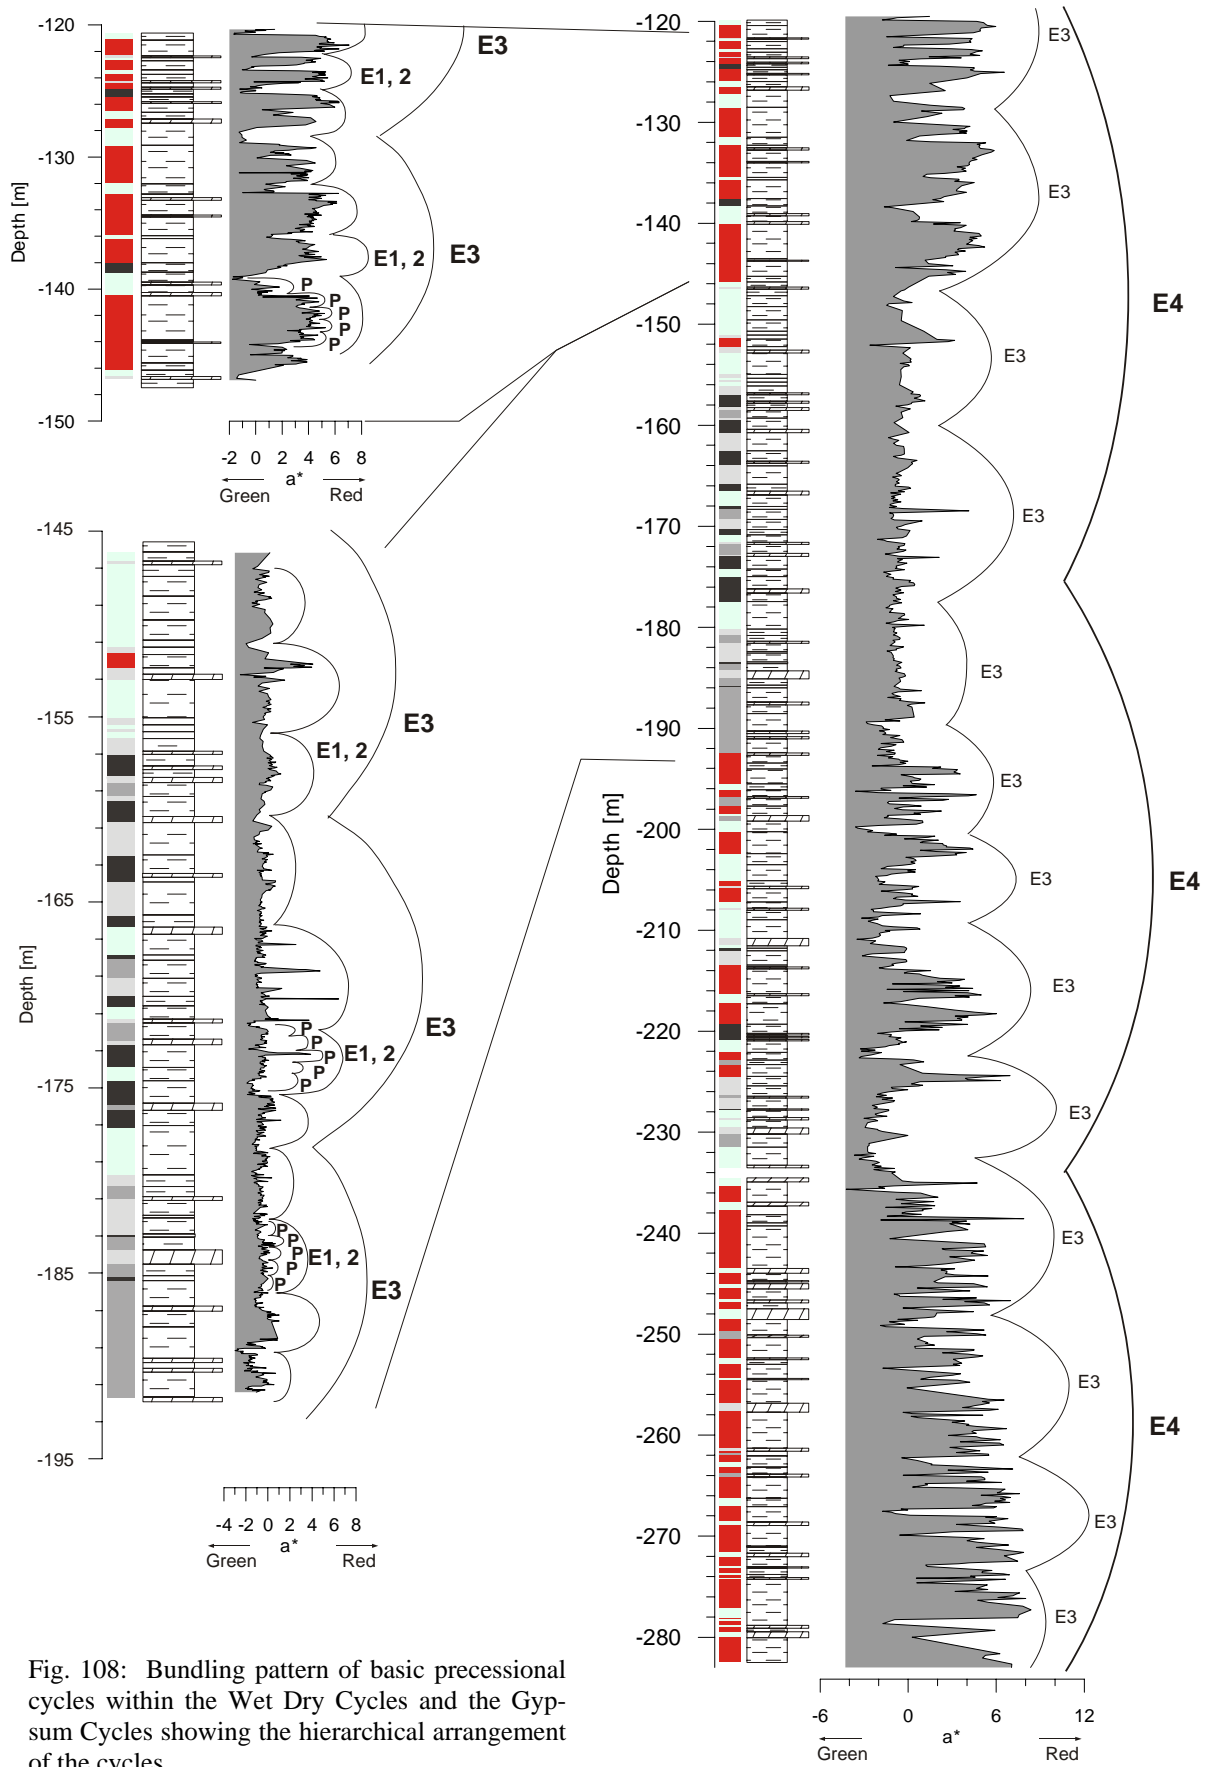 -120
-130
-140
-150
Depth [m]
E3
E1, 2
E3
E1, 2
P
P
P
P
P
-2 0 2 4 6 8
a*
Green Red
-145
-155
-165
-175
-185
-195
Depth [m]
E3
E1, 2
E3
P
P
P
P
P
E1, 2
P
P
P
P
P
E1, 2
E3
-4 -2 0 2 4 6 8
a*
Green Red
-120
-130
-140
-150
-160
-170
-180
-190
-200
-210
-220
-230
-240
-250
-260
-270
-280
Depth [m]
E3
E3
E4
E3
E3
E3
E3
E3
E4
E3
E3
E3
E3
E4
E3
E3
-6 0 6 12
a*
Green Red
Fig. 108: Bundling pattern of basic precessional
cycles within the Wet Dry Cycles and the Gyp-
sum Cycles showing the hierarchical arrangement
of the cycles